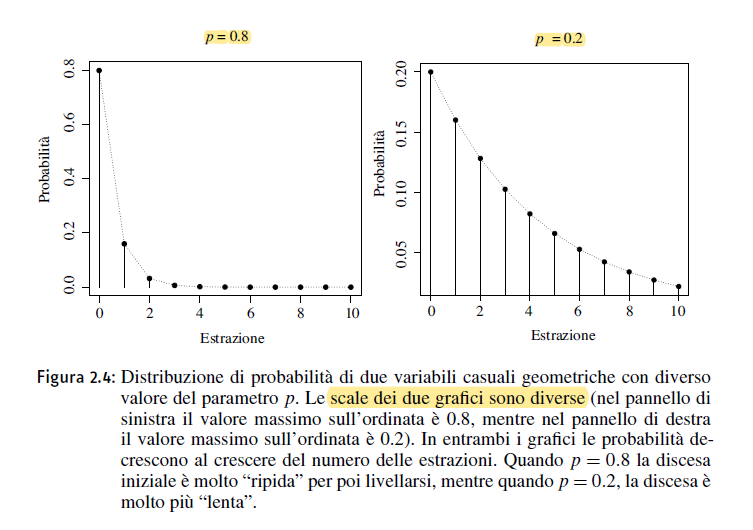 p = 0.8
p = 0.2
Probabilità
0.0 0.2 0.4 0.6 0.8
0 2 4 6 8 10
Estrazione
Probabilità
0.05 0.10 0.15 0.20
0 2 4 6 8 10
Estrazione
Figura 2.4: Distribuzione di probabilità di due variabili casuali geometriche con diverso
valore del parametro p. Le scale dei due grafici sono diverse (nel pannello di
sinistra il valore massimo sull'ordinata è 0.8, mentre nel pannello di destra
il valore massimo sull'ordinata è 0.2). In entrambi i grafici le probabilità de-
crescono al crescere del numero delle estrazioni. Quando p = 0.8 la discesa
iniziale è molto “ripida” per poi livellarsi, mentre quando p = 0.2, la discesa è
molto più “lenta”.